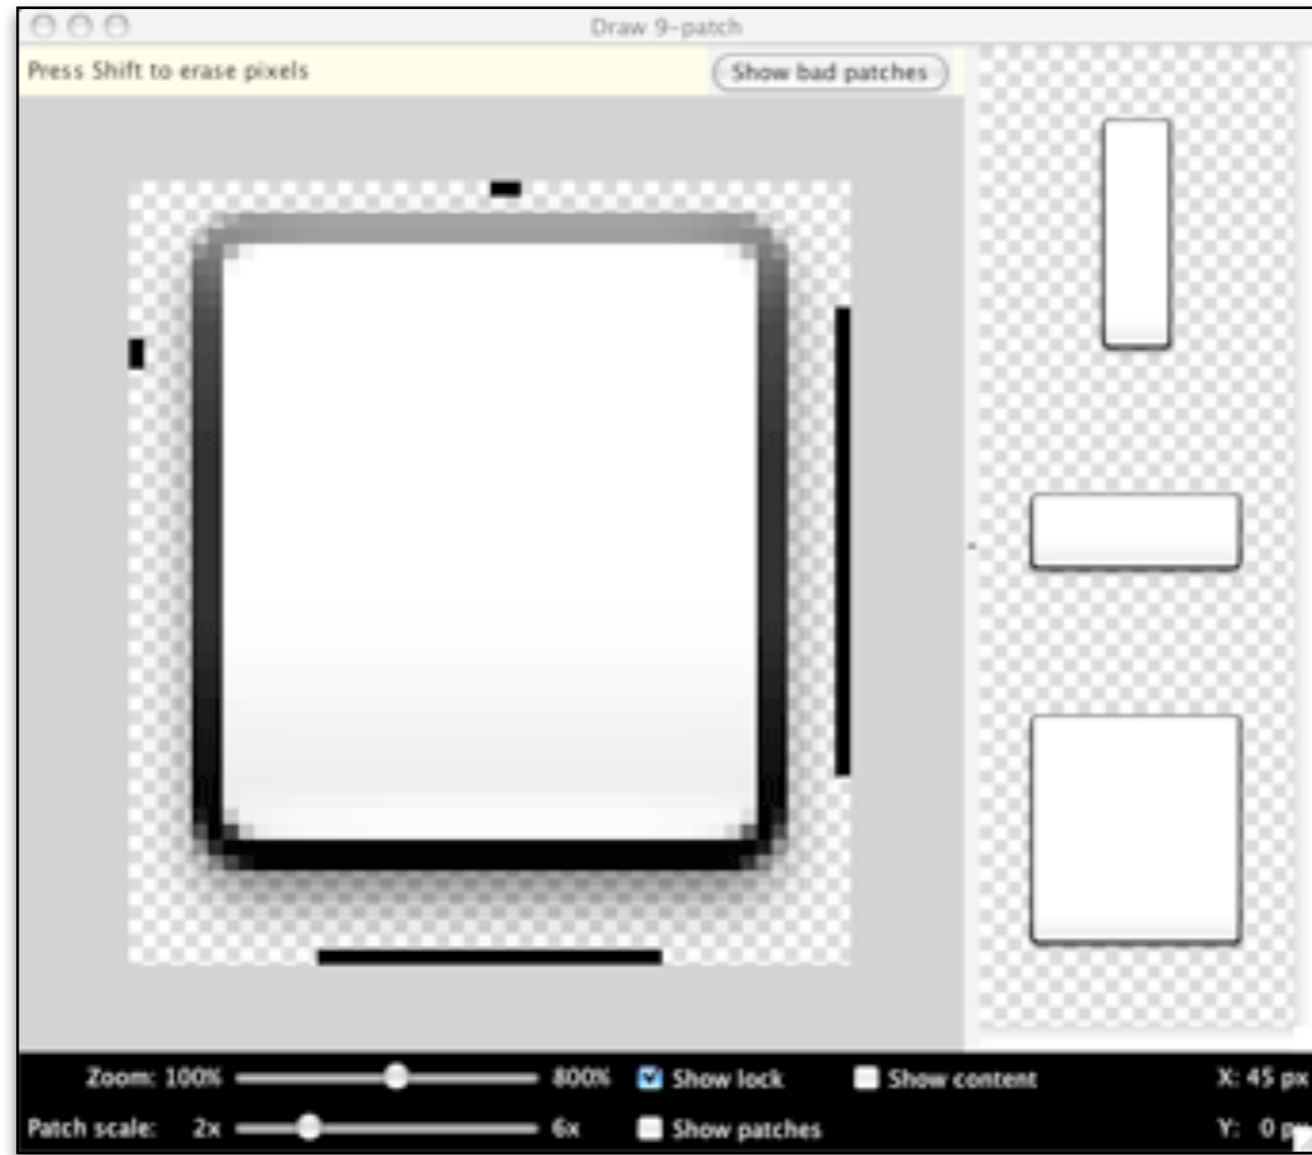 Draw 9-patch
Press Shift to erase pixels
Show bad patches
Zoom: 100% 800% Show lock Show content X: 45 px
Patch scale: 2x 6x Show patches Y: 0 px